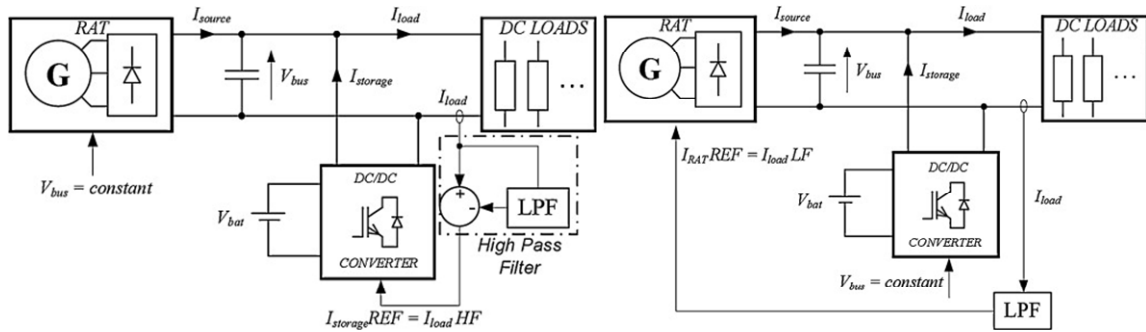 RAT
G
I_source
I_load
V_bus
I_storage
DC LOADS
...
I_load
V_bus = constant
V_bat
DC/DC
CONVERTER
+
-
LPF
High Pass
Filter
I_storage REF = I_load HF
RAT
G
I_source
I_load
V_bus
I_storage
DC LOADS
...
I_RAT REF = I_load LF
V_bat
DC/DC
CONVERTER
I_load
V_bus = constant
LPF